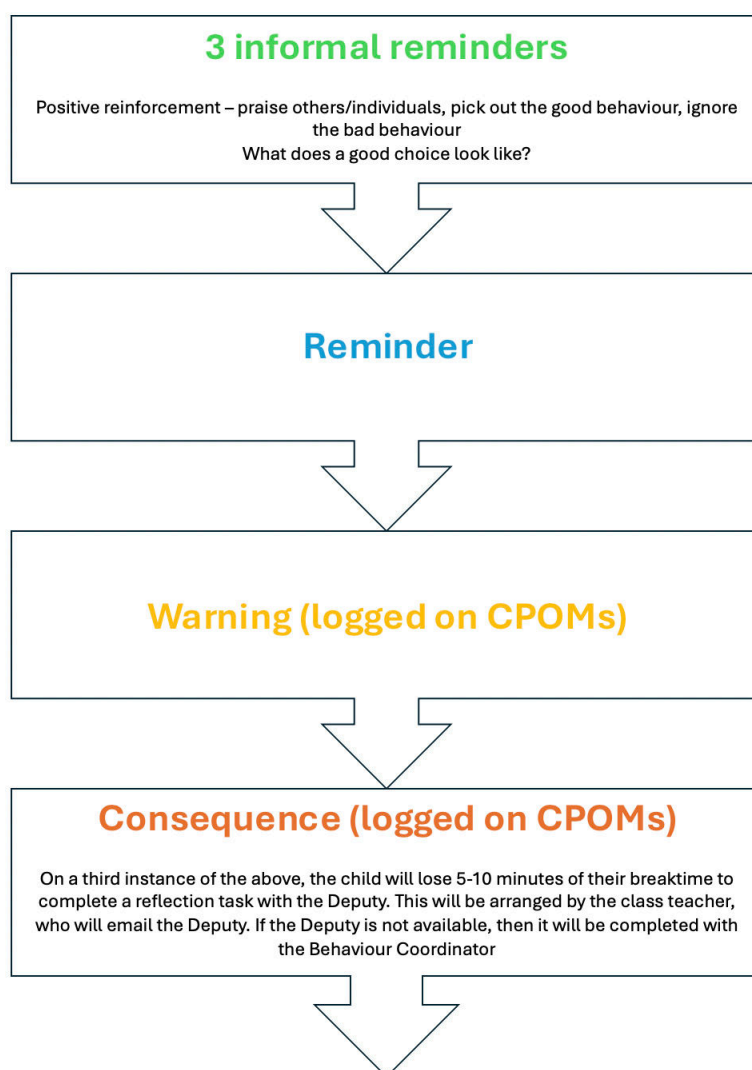 3 informal reminders
Positive reinforcement – praise others/individuals, pick out the good behaviour, ignore
the bad behaviour
What does a good choice look like?
Reminder
Warning (logged on CPOMs)
Consequence (logged on CPOMs)
On a third instance of the above, the child will lose 5-10 minutes of their breaktime to
complete a reflection task with the Deputy. This will be arranged by the class teacher,
who will email the Deputy. If the Deputy is not available, then it will be completed with
the Behaviour Coordinator